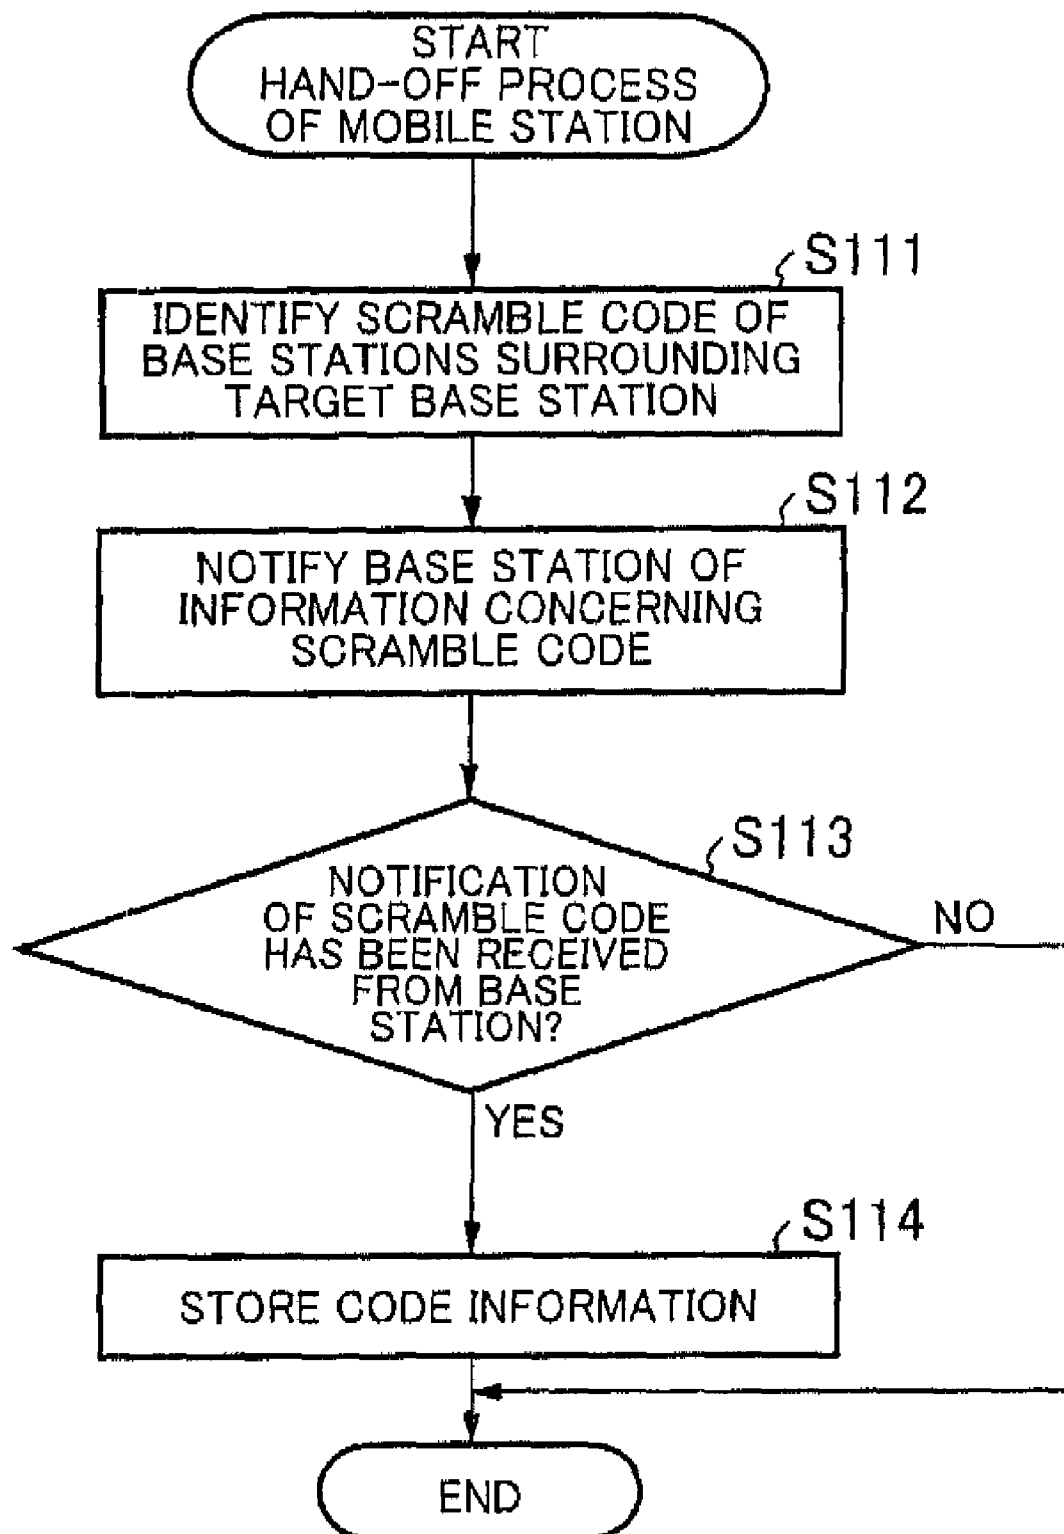 START
HAND-OFF PROCESS
OF MOBILE STATION
S111
IDENTIFY SCRAMBLE CODE OF
BASE STATIONS SURROUNDING
TARGET BASE STATION
S112
NOTIFY BASE STATION OF
INFORMATION CONCERNING
SCRAMBLE CODE
S113
NOTIFICATION
OF SCRAMBLE CODE
HAS BEEN RECEIVED
FROM BASE
STATION?
NO
YES
S114
STORE CODE INFORMATION
END